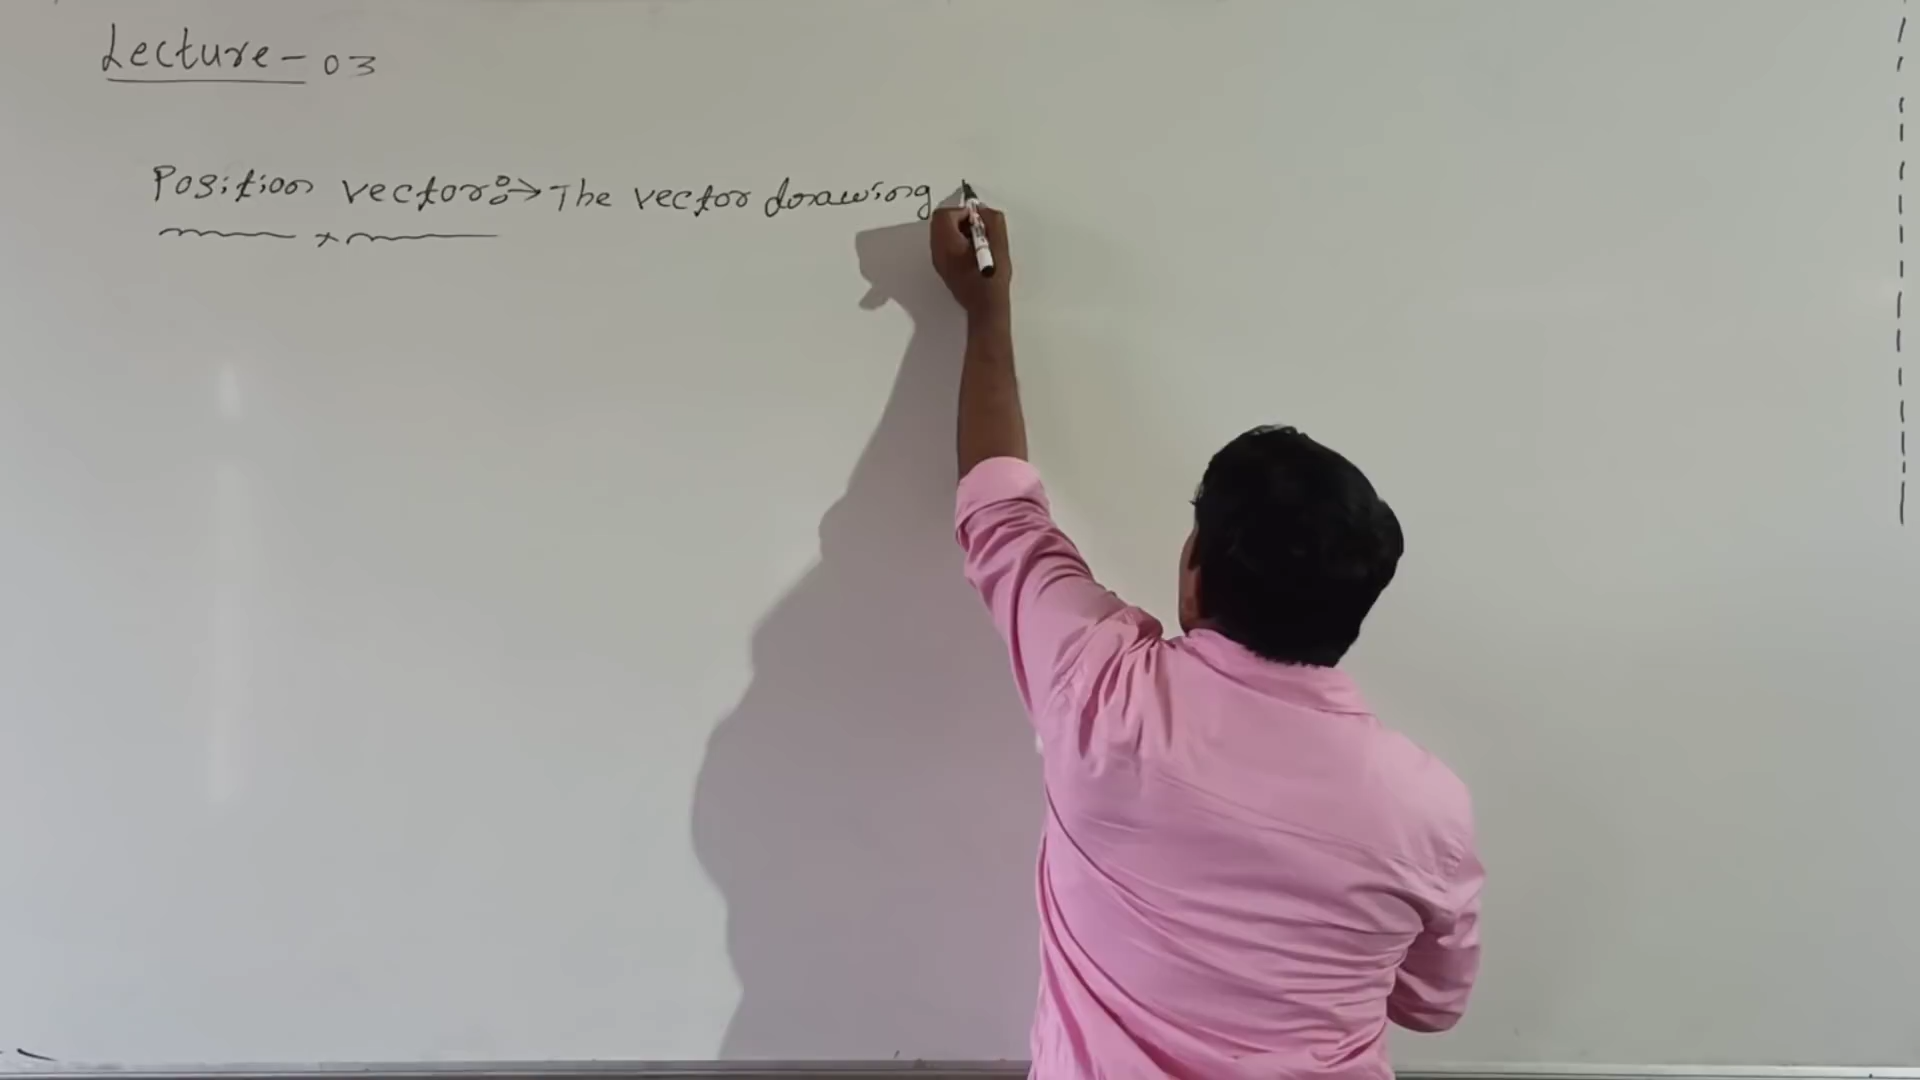 Lecture - 03
Position vector :→ The vector drawing